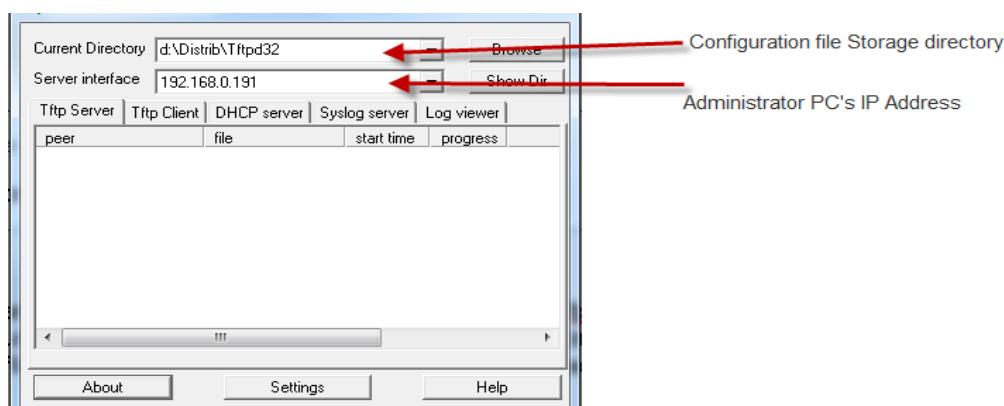 Current Directory d:\Distrib\Tftpd32 Browse
Configuration file Storage directory
Server interface 192.168.0.191 Show Dir
Administrator PC's IP Address
Tftp Server Tftp Client DHCP server Syslog server Log viewer
peer file start time progress
About Settings Help